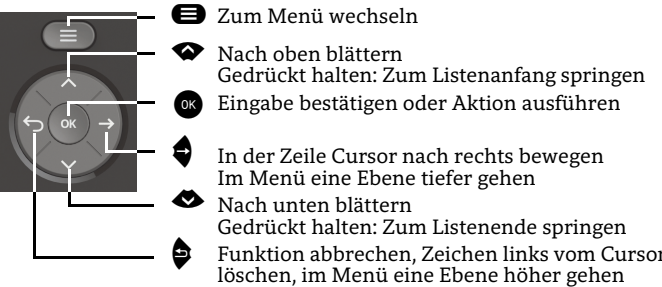 Zum Menü wechseln
Nach oben blättern
Gedrückt halten: Zum Listenanfang springen
OK
OK Eingabe bestätigen oder Aktion ausführen
In der Zeile Cursor nach rechts bewegen
Im Menü eine Ebene tiefer gehen
Nach unten blättern
Gedrückt halten: Zum Listenende springen
Funktion abbrechen, Zeichen links vom Cursor
löschen, im Menü eine Ebene höher gehen